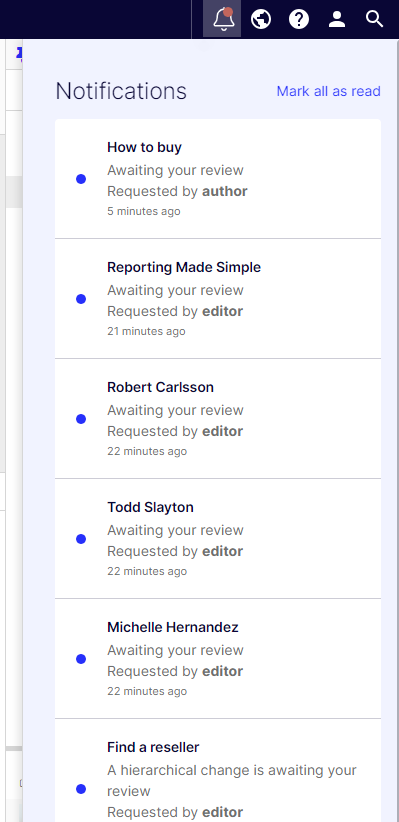 Notifications
Mark all as read
How to buy
Awaiting your review
Requested by author
5 minutes ago
Reporting Made Simple
Awaiting your review
Requested by editor
21 minutes ago
Robert Carlsson
Awaiting your review
Requested by editor
22 minutes ago
Todd Slayton
Awaiting your review
Requested by editor
22 minutes ago
Michelle Hernandez
Awaiting your review
Requested by editor
22 minutes ago
Find a reseller
A hierarchical change is awaiting your
review
Requested by editor